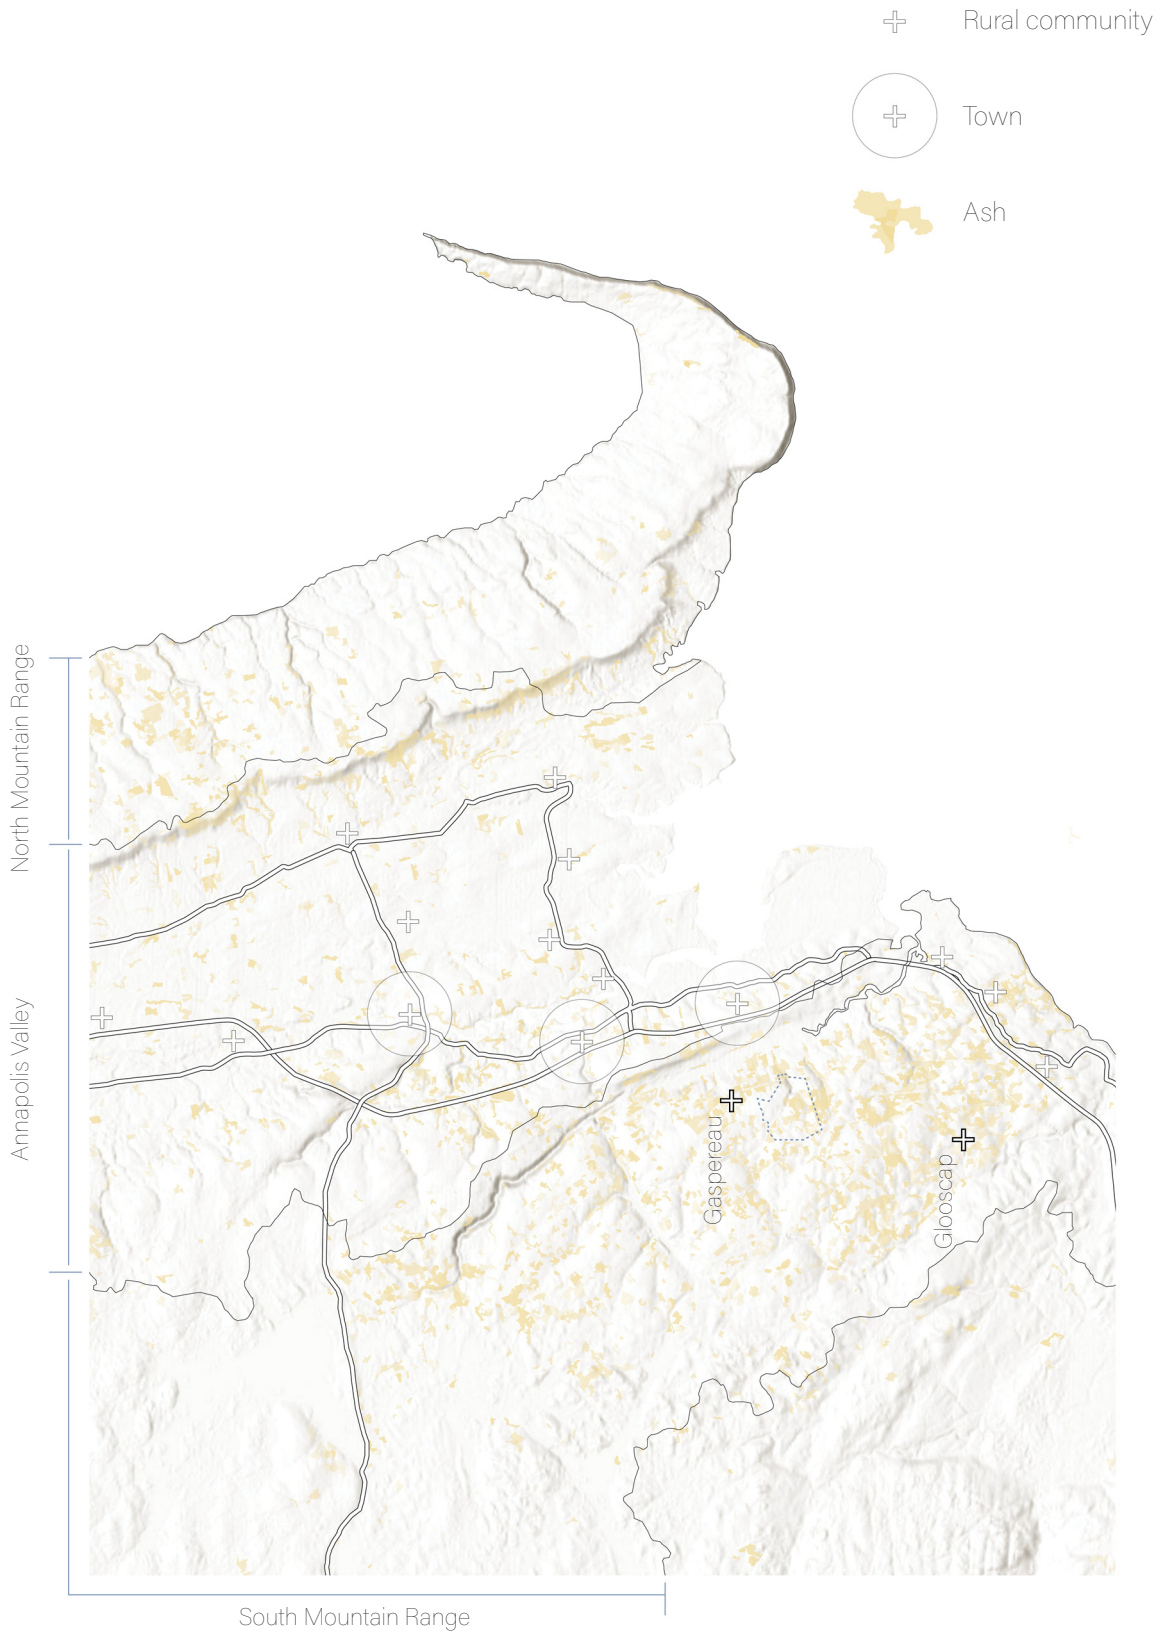 Rural community
Town
Ash
North Mountain Range
Annapolis Valley
Gaspereau
Glooscap
South Mountain Range